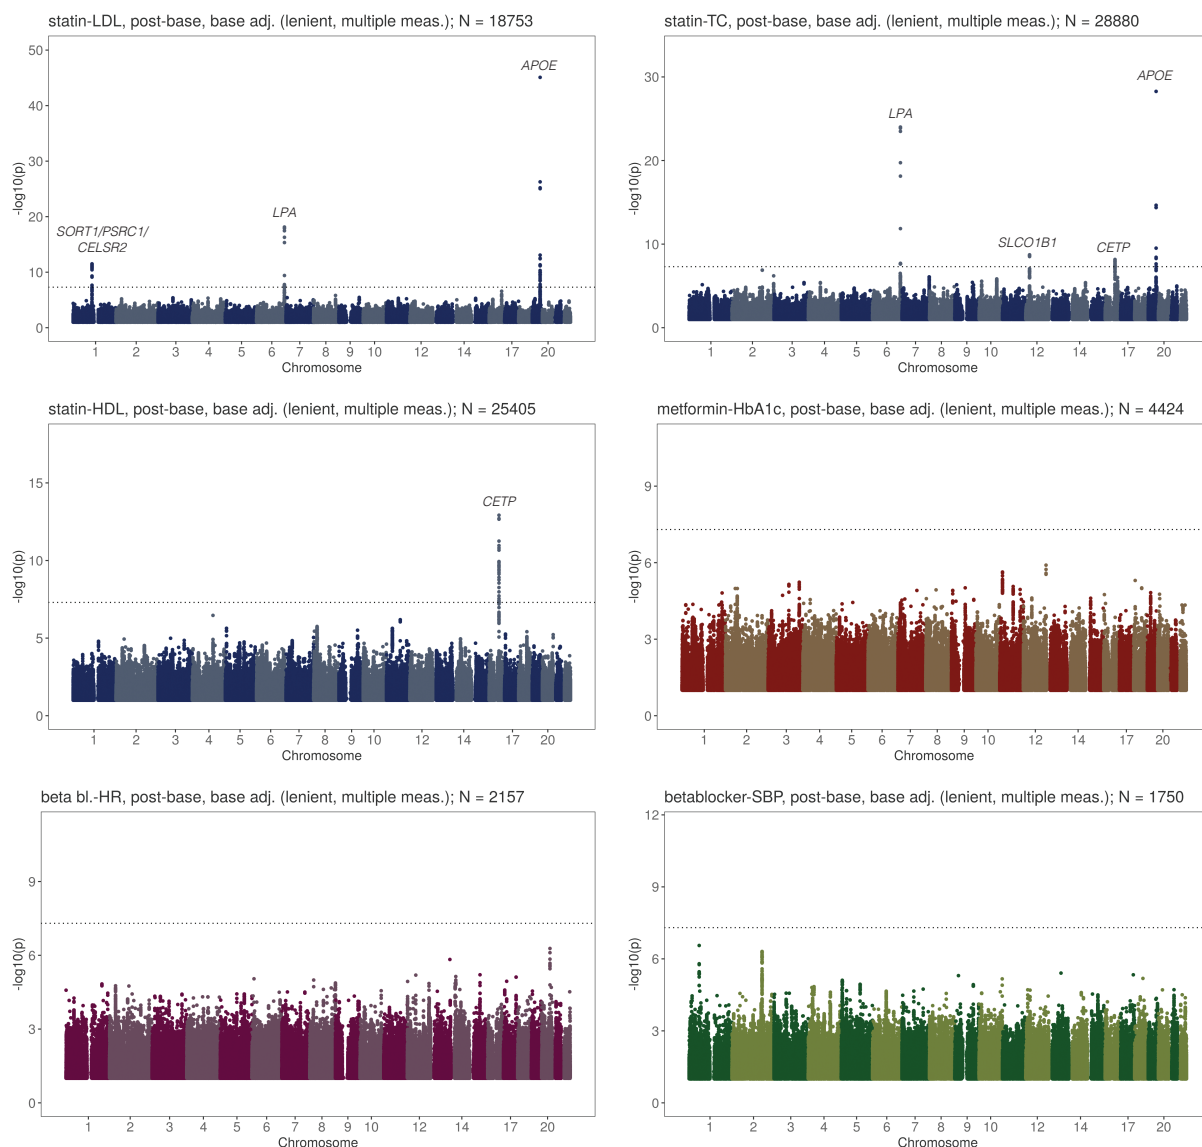 statin-LDL, post-base, base adj. (lenient, multiple meas.); N = 18753
50
40
30
20
10
0
-log10(p)
SORT1/PSRC1/
CELSR2
LPA
APOE
1 2 3 4 5 6 7 8 9 10 12 14 17 20
Chromosome
statin-TC, post-base, base adj. (lenient, multiple meas.); N = 28880
30
20
10
0
-log10(p)
LPA
SLCO1B1
CETP
APOE
1 2 3 4 5 6 7 8 9 10 12 14 17 20
Chromosome
statin-HDL, post-base, base adj. (lenient, multiple meas.); N = 25405
15
10
5
0
-log10(p)
CETP
1 2 3 4 5 6 7 8 9 10 12 14 17 20
Chromosome
metformin-HbA1c, post-base, base adj. (lenient, multiple meas.); N = 4424
9
6
3
0
-log10(p)
1 2 3 4 5 6 7 8 9 10 12 14 17 20
Chromosome
beta bl.-HR, post-base, base adj. (lenient, multiple meas.); N = 2157
9
6
3
0
-log10(p)
1 2 3 4 5 6 7 8 9 10 12 14 17 20
Chromosome
betablocker-SBP, post-base, base adj. (lenient, multiple meas.); N = 1750
12
9
6
3
0
-log10(p)
1 2 3 4 5 6 7 8 9 10 12 14 17 20
Chromosome